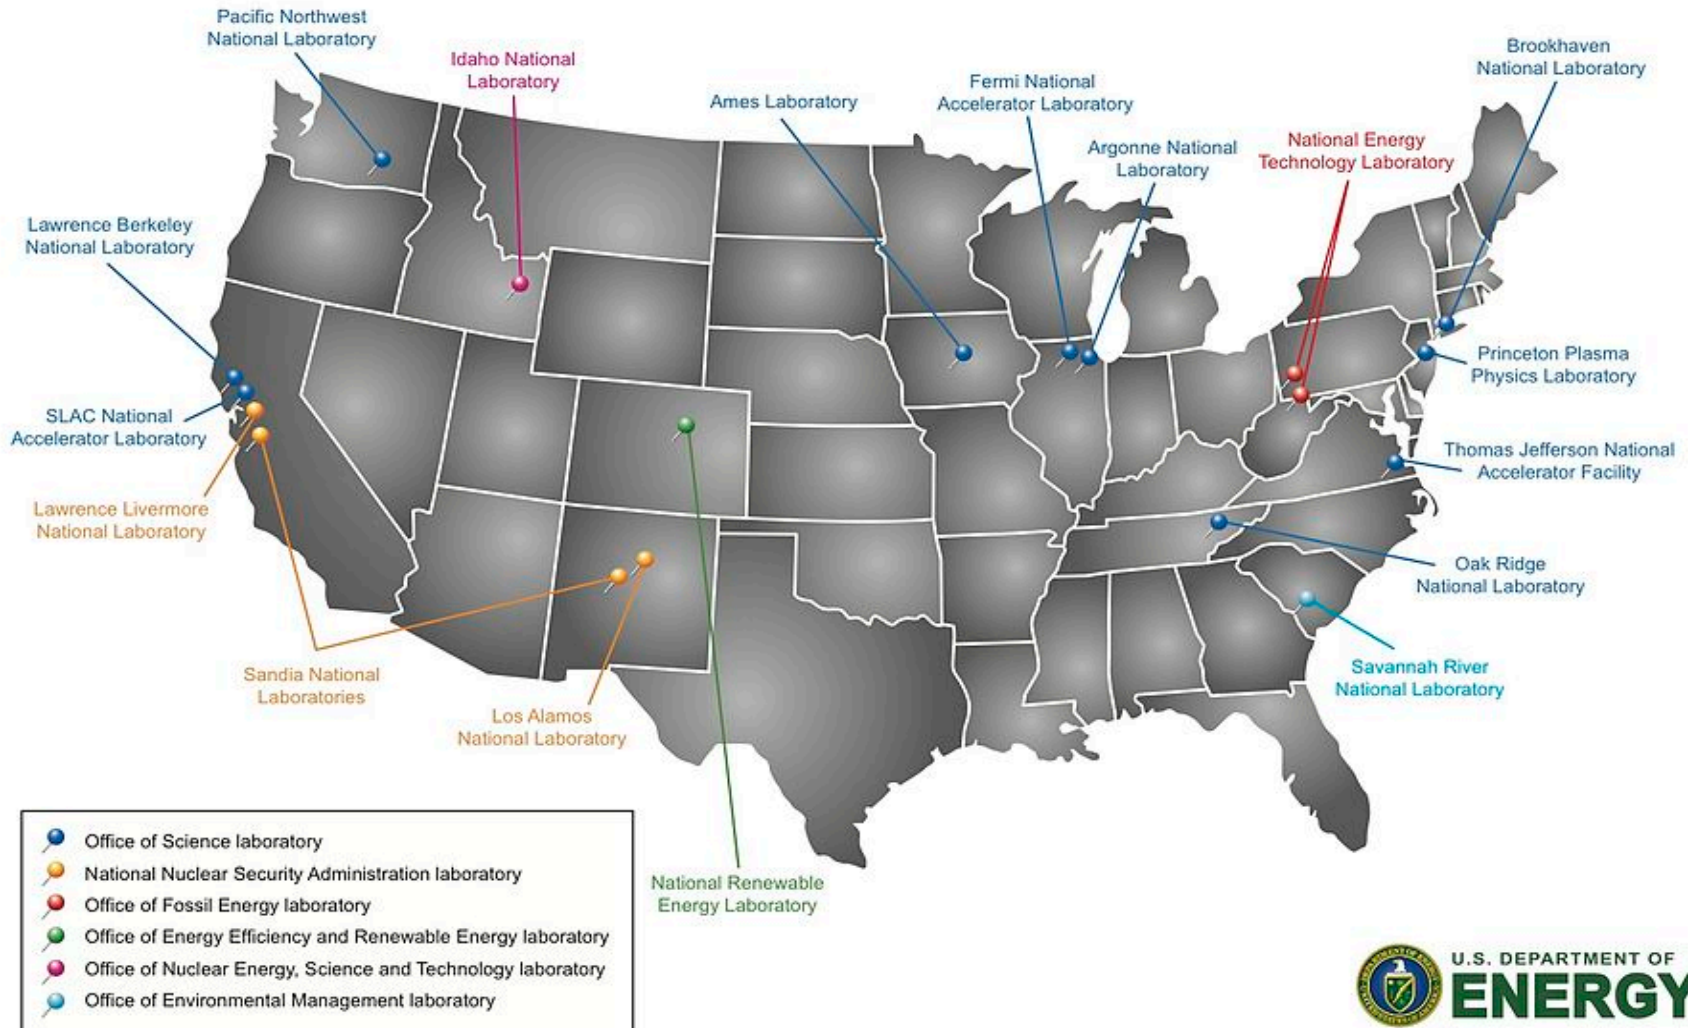 Pacific Northwest
National Laboratory
Idaho National
Laboratory
Ames Laboratory
Fermi National
Accelerator Laboratory
Argonne National
Laboratory
Brookhaven
National Laboratory
National Energy
Technology Laboratory
Lawrence Berkeley
National Laboratory
SLAC National
Accelerator Laboratory
Lawrence Livermore
National Laboratory
Sandia National
Laboratories
Los Alamos
National Laboratory
National Renewable
Energy Laboratory
Princeton Plasma
Physics Laboratory
Thomas Jefferson National
Accelerator Facility
Oak Ridge
National Laboratory
Savannah River
National Laboratory
Office of Science laboratory
National Nuclear Security Administration laboratory
Office of Fossil Energy laboratory
Office of Energy Efficiency and Renewable Energy laboratory
Office of Nuclear Energy, Science and Technology laboratory
Office of Environmental Management laboratory
U.S. DEPARTMENT OF
ENERGY